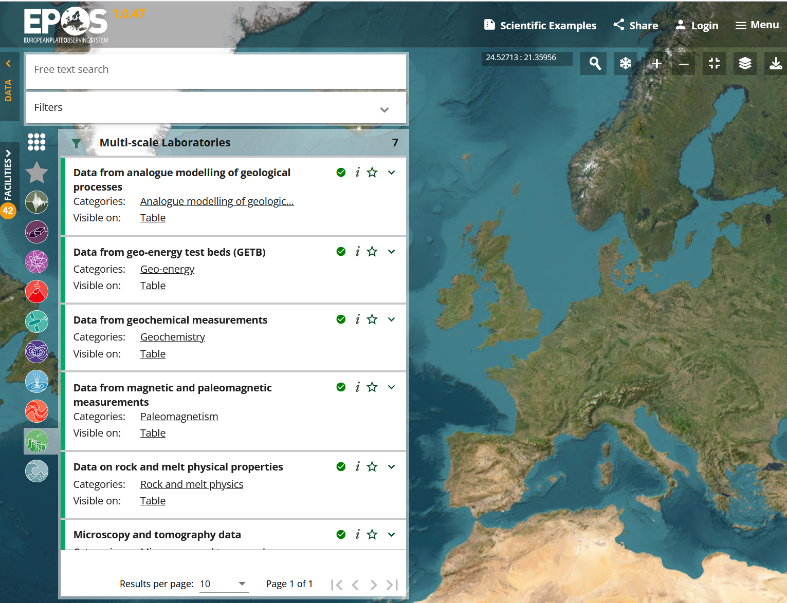 EPOS 1.0.47
EUROPEANPLATEOBSERVINGSYSTEM
Scientific Examples Share Login Menu
24.52713 : 21.35956
DATA
FACILITIES
42
Free text search
Filters
Multi-scale Laboratories 7
Data from analogue modelling of geological
processes
Categories: Analogue modelling of geologic...
Visible on: Table
Data from geo-energy test beds (GETB)
Categories: Geo-energy
Visible on: Table
Data from geochemical measurements
Categories: Geochemistry
Visible on: Table
Data from magnetic and paleomagnetic
measurements
Categories: Paleomagnetism
Visible on: Table
Data on rock and melt physical properties
Categories: Rock and melt physics
Visible on: Table
Microscopy and tomography data
Results per page: 10 Page 1 of 1